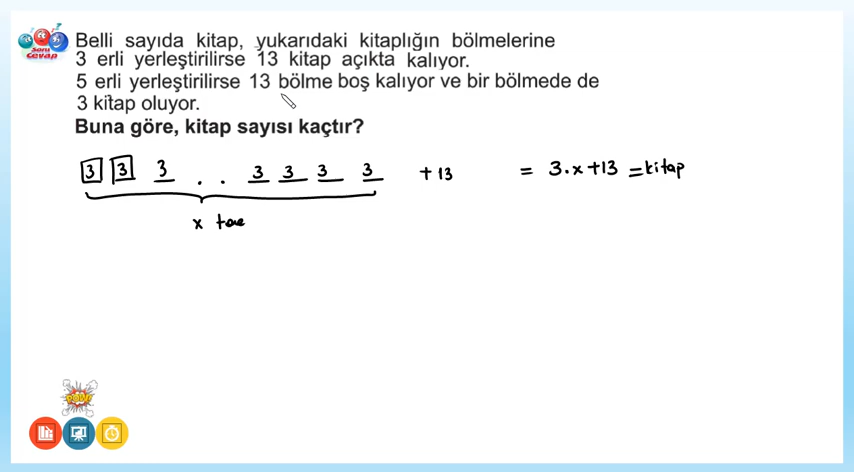 Soru
Cevap
Belli sayıda kitap, yukarıdaki kitaplığın bölmelerine
3 erli yerleştirilirse 13 kitap açıkta kalıyor.
5 erli yerleştirilirse 13 bölme boş kalıyor ve bir bölmede de
3 kitap oluyor.
Buna göre, kitap sayısı kaçtır?
3 3 3 . . 3 3 3 3 + 13 = 3.x + 13 = kitap
x tane
POW!